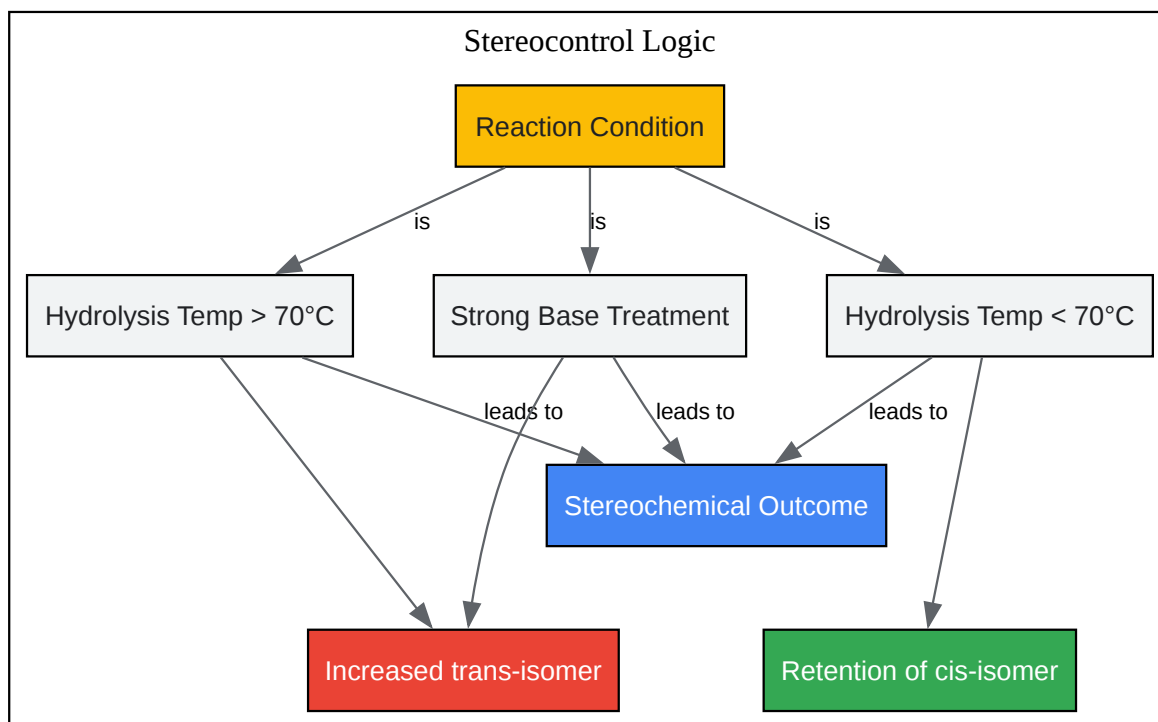 Stereocontrol Logic
Reaction Condition
is
is
is
Hydrolysis Temp > 70°C
Strong Base Treatment
Hydrolysis Temp < 70°C
leads to
leads to
leads to
Stereochemical Outcome
Increased trans-isomer
Retention of cis-isomer